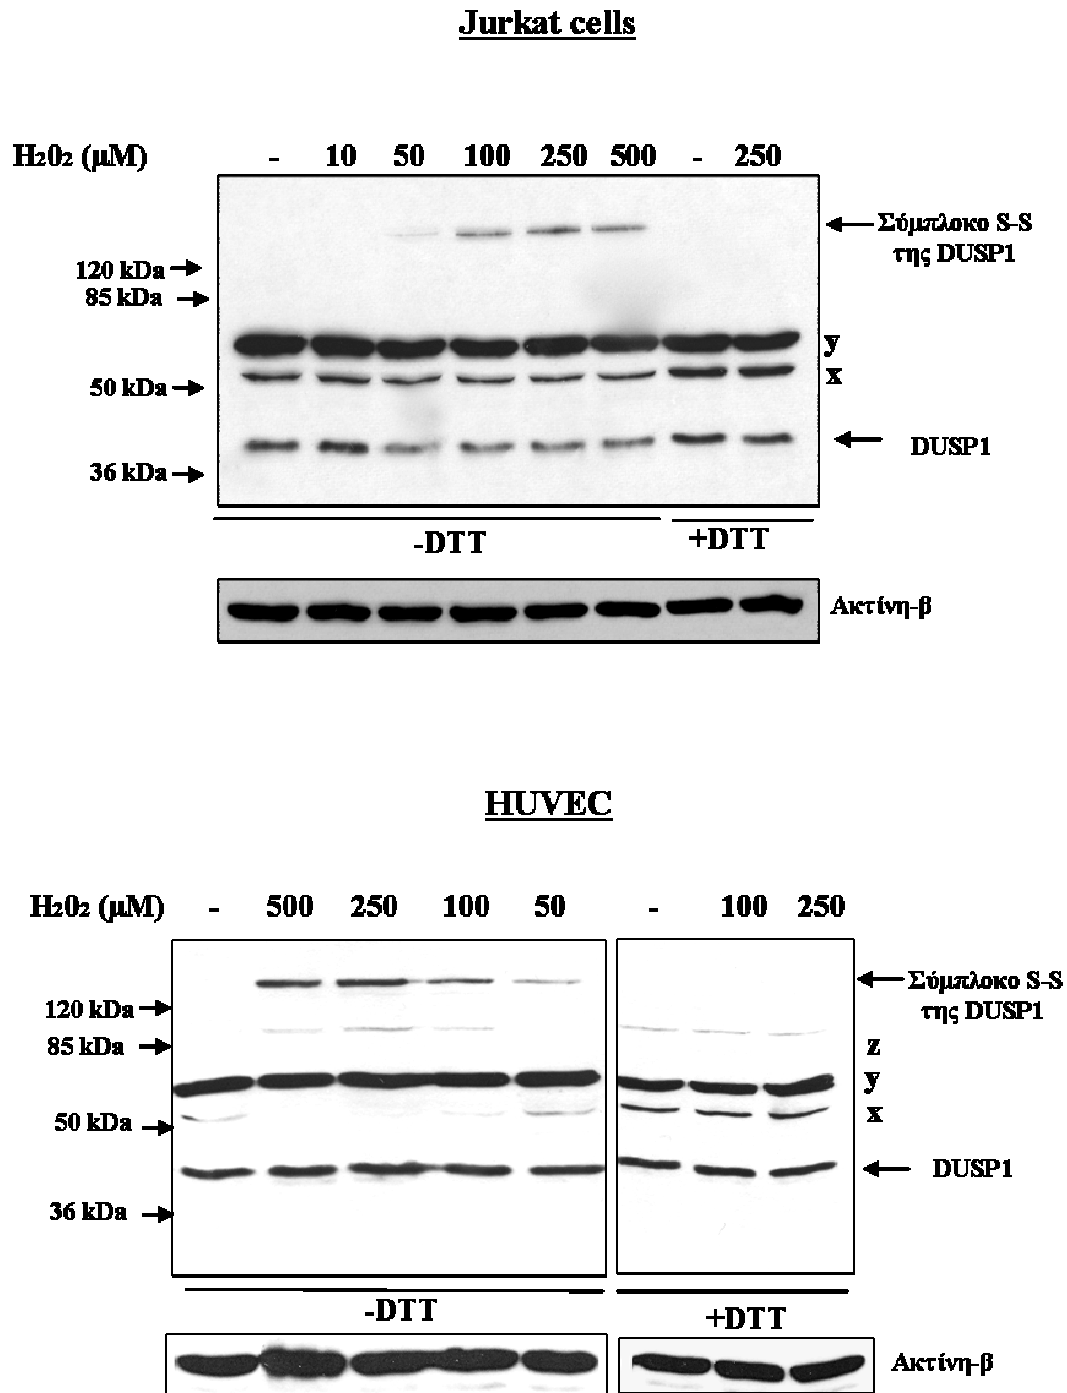 Jurkat cells
H₂0₂ (μM) - 10 50 100 250 500 - 250
Σύμπλοκο S-S
της DUSP1
120 kDa
85 kDa
y
x
50 kDa
DUSP1
36 kDa
-DTT +DTT
Ακτίνη-β
HUVEC
H₂0₂ (μM) - 500 250 100 50 - 100 250
Σύμπλοκο S-S
της DUSP1
120 kDa
85 kDa
z
y
x
50 kDa
DUSP1
36 kDa
-DTT +DTT
Ακτίνη-β